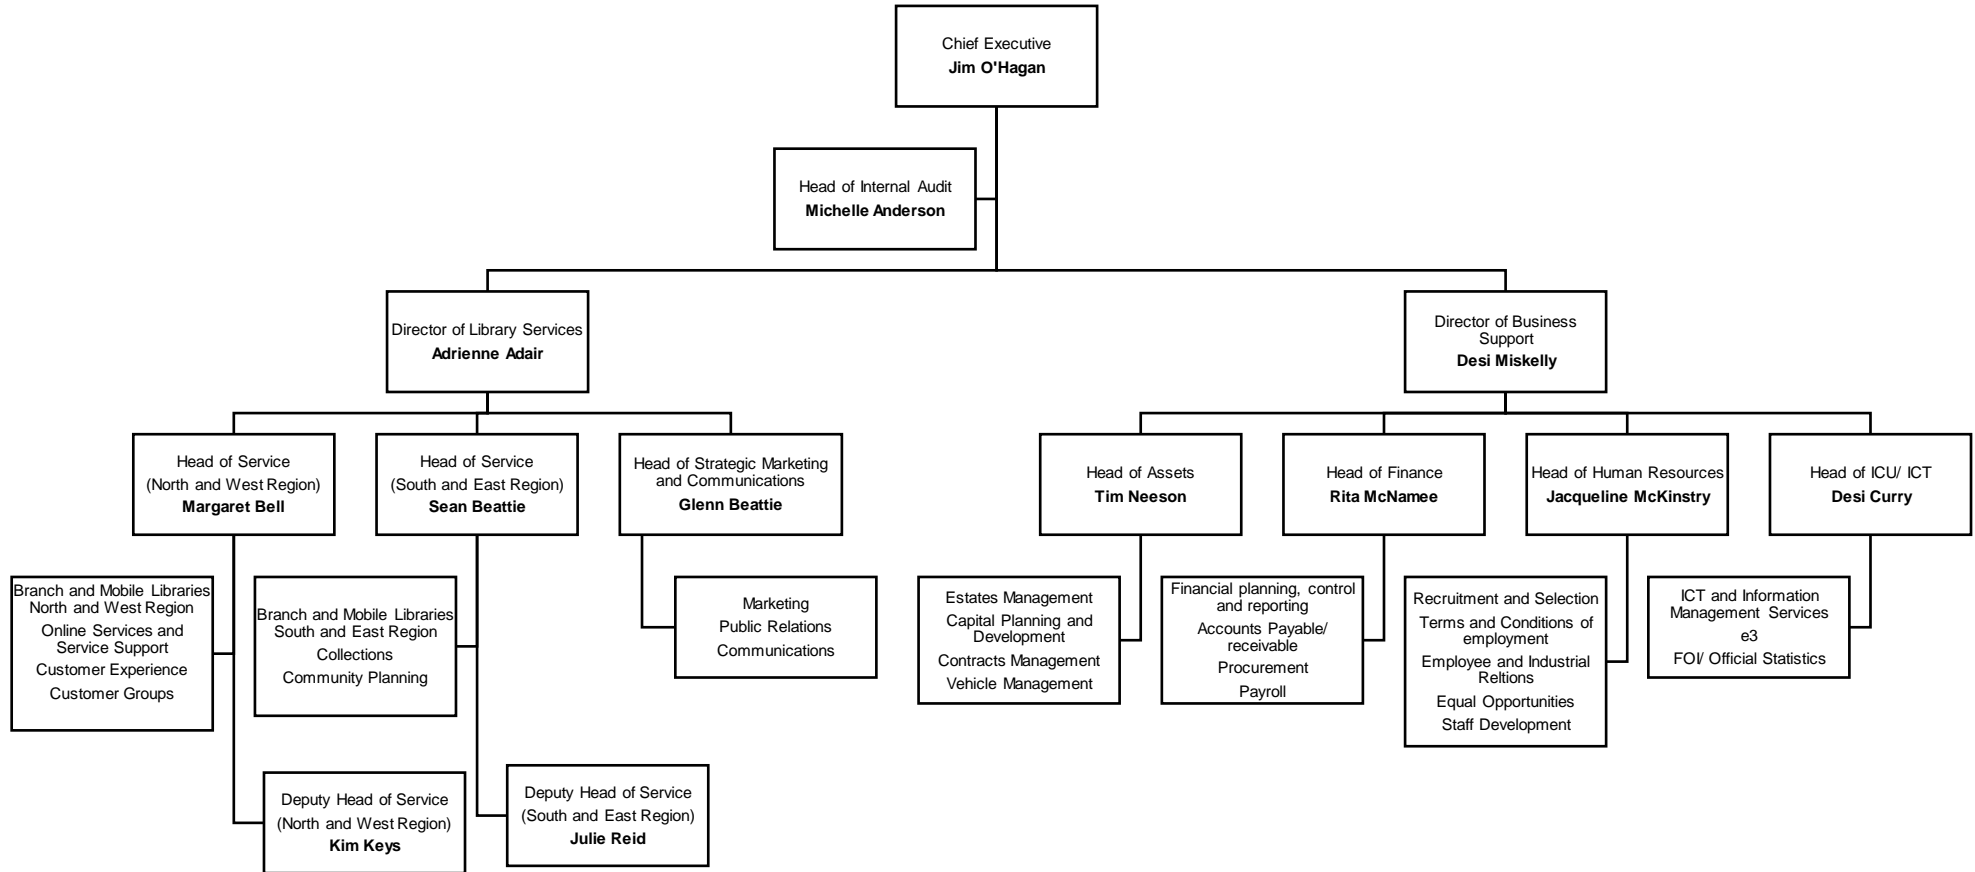 Chief Executive
Jim O'Hagan
Head of Internal Audit
Michelle Anderson
Director of Library Services
Adrienne Adair
Director of Business
Support
Desi Miskelly
Head of Service
(North and West Region)
Margaret Bell
Head of Service
(South and East Region)
Sean Beattie
Head of Strategic Marketing
and Communications
Glenn Beattie
Head of Assets
Tim Neeson
Head of Finance
Rita McNamee
Head of Human Resources
Jacqueline McKinstry
Head of ICU/ ICT
Desi Curry
Branch and Mobile Libraries
North and West Region
Online Services and
Service Support
Customer Experience
Customer Groups
Branch and Mobile Libraries
South and East Region
Collections
Community Planning
Marketing
Public Relations
Communications
Estates Management
Capital Planning and
Development
Contracts Management
Vehicle Management
Financial planning, control
and reporting
Accounts Payable/
receivable
Procurement
Payroll
Recruitment and Selection
Terms and Conditions of
employment
Employee and Industrial
Reltions
Equal Opportunities
Staff Development
ICT and Information
Management Services
e3
FOI/ Official Statistics
Deputy Head of Service
(North and West Region)
Kim Keys
Deputy Head of Service
(South and East Region)
Julie Reid